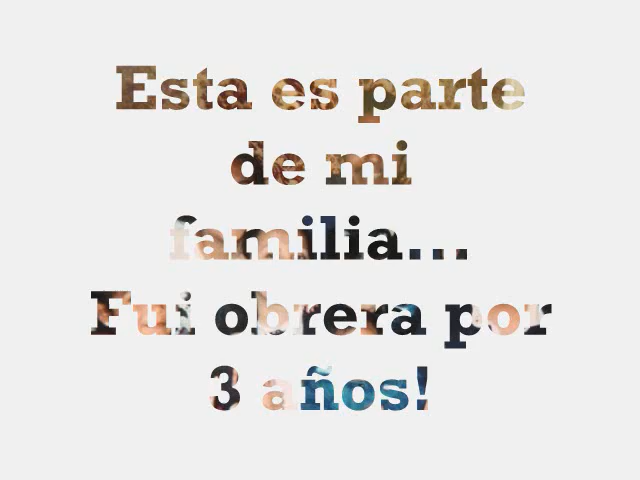 Esta es parte
de mi
familia...
Fui obrera por
3 años!